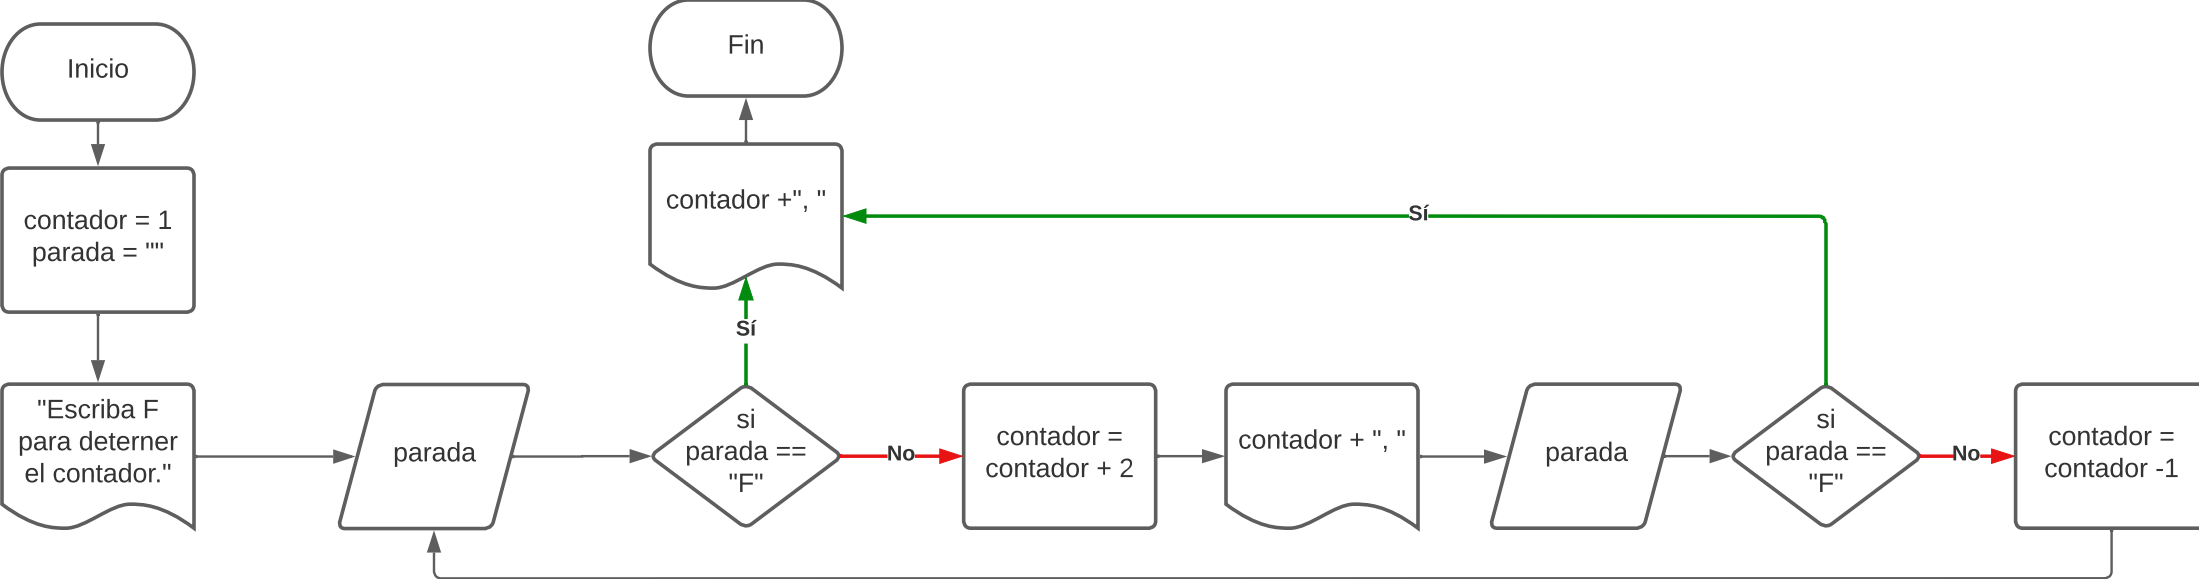 Inicio
contador = 1
parada = ""
"Escriba F
para deterner
el contador."
parada
si
parada ==
"F"
Sí
contador +", "
Fin
No
contador =
contador + 2
contador + ", "
parada
si
parada ==
"F"
Sí
No
contador =
contador -1